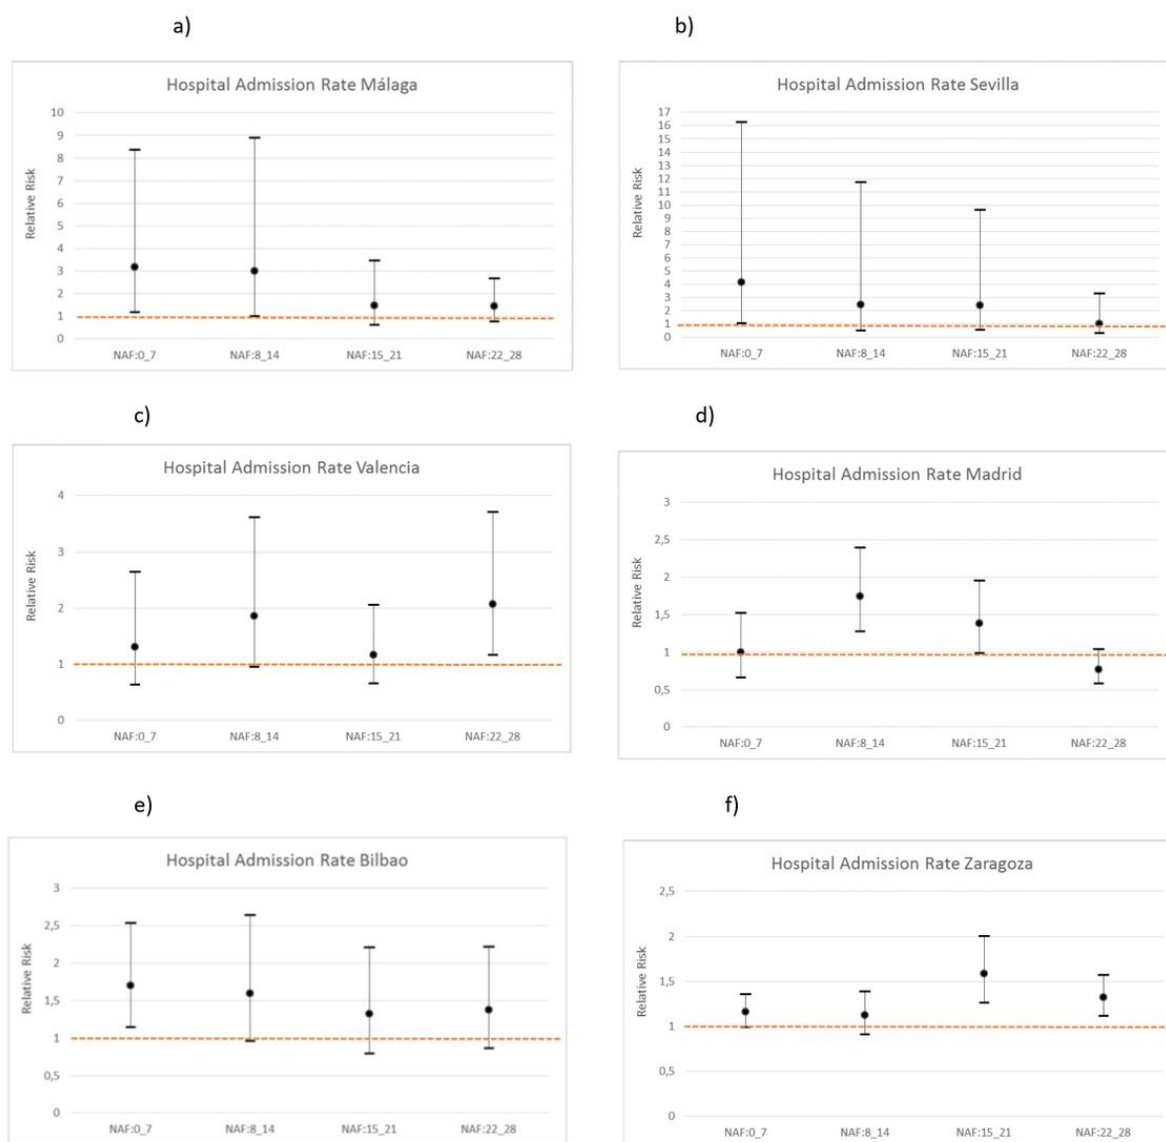 a)
Hospital Admission Rate Málaga
Relative Risk
10
9
8
7
6
5
4
3
2
1
0
NAF:0_7 NAF:8_14 NAF:15_21 NAF:22_28
b)
Hospital Admission Rate Sevilla
Relative Risk
17
16
15
14
13
12
11
10
9
8
7
6
5
4
3
2
1
0
NAF:0_7 NAF:8_14 NAF:15_21 NAF:22_28
c)
Hospital Admission Rate Valencia
Relative Risk
4
3
2
1
0
NAF:0_7 NAF:8_14 NAF:15_21 NAF:22_28
d)
Hospital Admission Rate Madrid
Relative Risk
3
2,5
2
1,5
1
0,5
0
NAF:0_7 NAF:8_14 NAF:15_21 NAF:22_28
e)
Hospital Admission Rate Bilbao
Relative Risk
3
2,5
2
1,5
1
0,5
0
NAF:0_7 NAF:8_14 NAF:15_21 NAF:22_28
f)
Hospital Admission Rate Zaragoza
Relative Risk
2,5
2
1,5
1
0,5
0
NAF:0_7 NAF:8_14 NAF:15_21 NAF:22_28